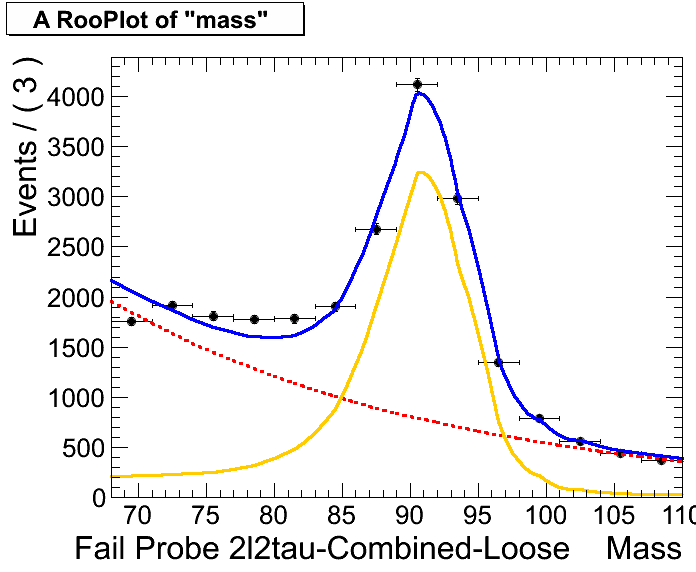 A RooPlot of "mass"
Events / ( 3 )
4000
3500
3000
2500
2000
1500
1000
500
0
70 75 80 85 90 95 100 105 110
Fail Probe 2l2tau-Combined-Loose Mass